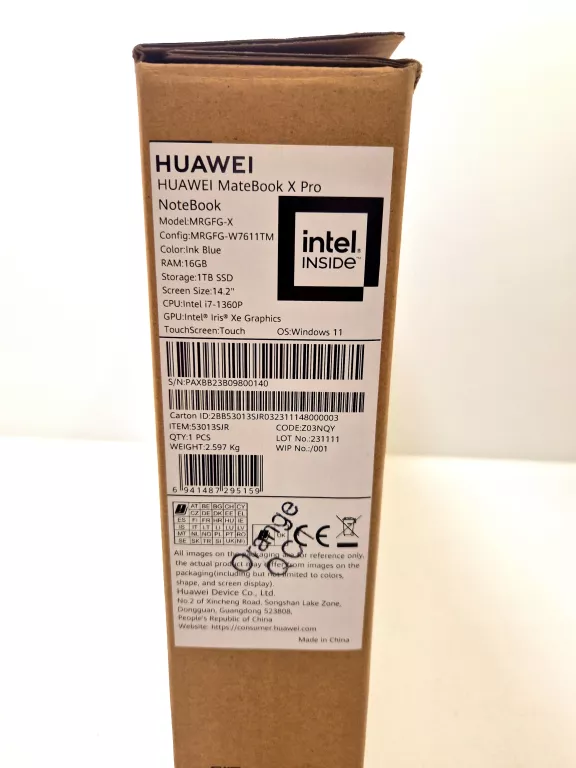 HUAWEI
HUAWEI MateBook X Pro
NoteBook
Model:MRGFG-X
Config:MRGFG-W7611TM
Color:Ink Blue
RAM:16GB
Storage:1TB SSD
Screen Size:14.2"
CPU:Intel i7-1360P
GPU:Intel® Iris® Xe Graphics
TouchScreen:Touch OS:Windows 11
intel
INSIDE™
S/N:PAXBB23B09800140
Carton ID:2BB53013SJR032311148000003
ITEM:53013SJR CODE:Z03NQY
QTY:1 PCS LOT No.:231111
WEIGHT:2.597 Kg WIP No.:/001
6 941487 295159
AT BE BG CH CY
CZ DE DK EE EL
ES FI FR HR HU IE
IS IT LT LI LU LV
MT NL NO PL PT RO
SE SK TR SI UK(NI)
UK
CE
Orange
All images on the packaging are for reference only,
the actual product may differ from images on the
packaging(including but not limited to colors,
shape, and screen display).
Huawei Device Co., Ltd.
No.2 of Xincheng Road, Songshan Lake Zone,
Dongguan, Guangdong 523808,
People's Republic of China
Website: https://consumer.huawei.com
Made in China